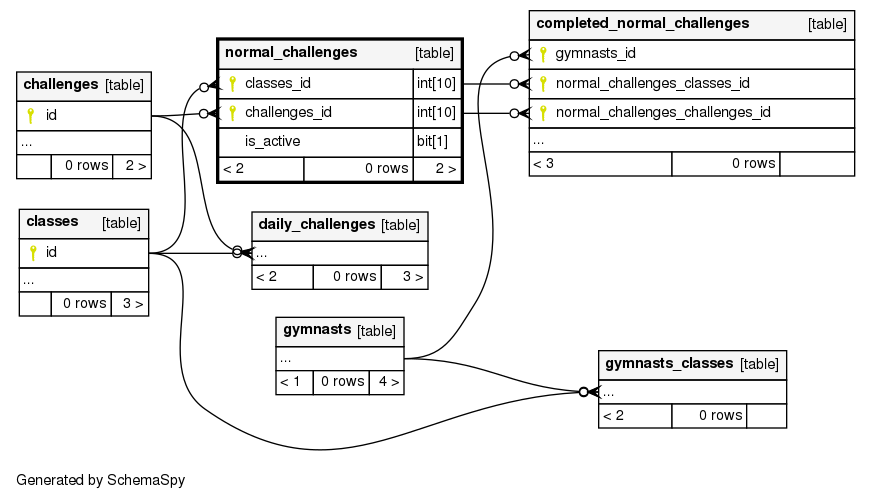 challenges [table]
id
...
0 rows 2 >
classes [table]
id
...
0 rows 3 >
normal_challenges [table]
classes_id int[10]
challenges_id int[10]
is_active bit[1]
< 2 0 rows 2 >
daily_challenges [table]
...
< 2 0 rows 3 >
gymnasts [table]
...
< 1 0 rows 4 >
completed_normal_challenges [table]
gymnasts_id
normal_challenges_classes_id
normal_challenges_challenges_id
...
< 3 0 rows
gymnasts_classes [table]
...
< 2 0 rows
Generated by SchemaSpy